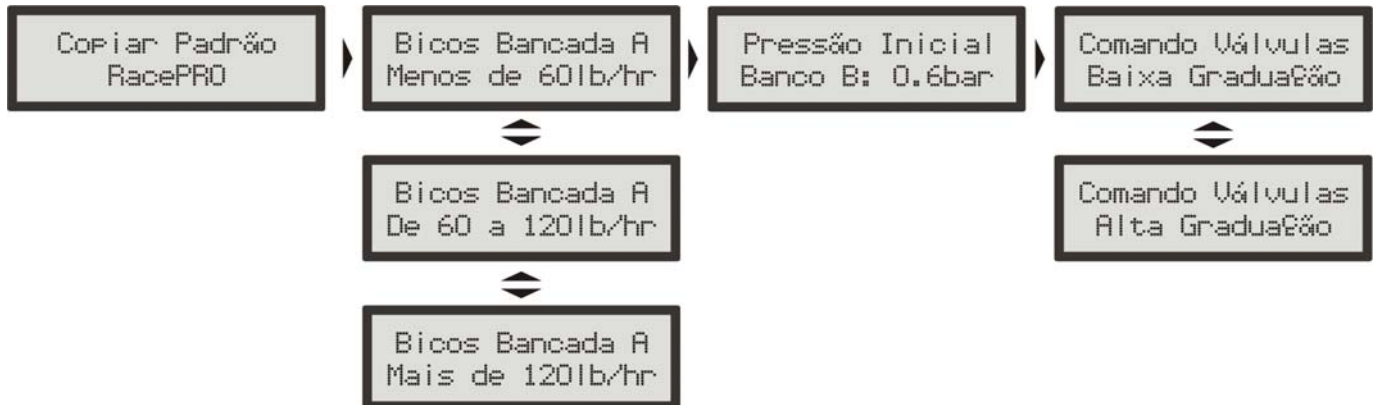 Copiar Padrão
RacePRO
Bicos Bancada A
Menos de 60lb/hr
Pressão Inicial
Banco B: 0.6bar
Comando Válvulas
Baixa Graduação
Bicos Bancada A
De 60 a 120lb/hr
Comando Válvulas
Alta Graduação
Bicos Bancada A
Mais de 120lb/hr